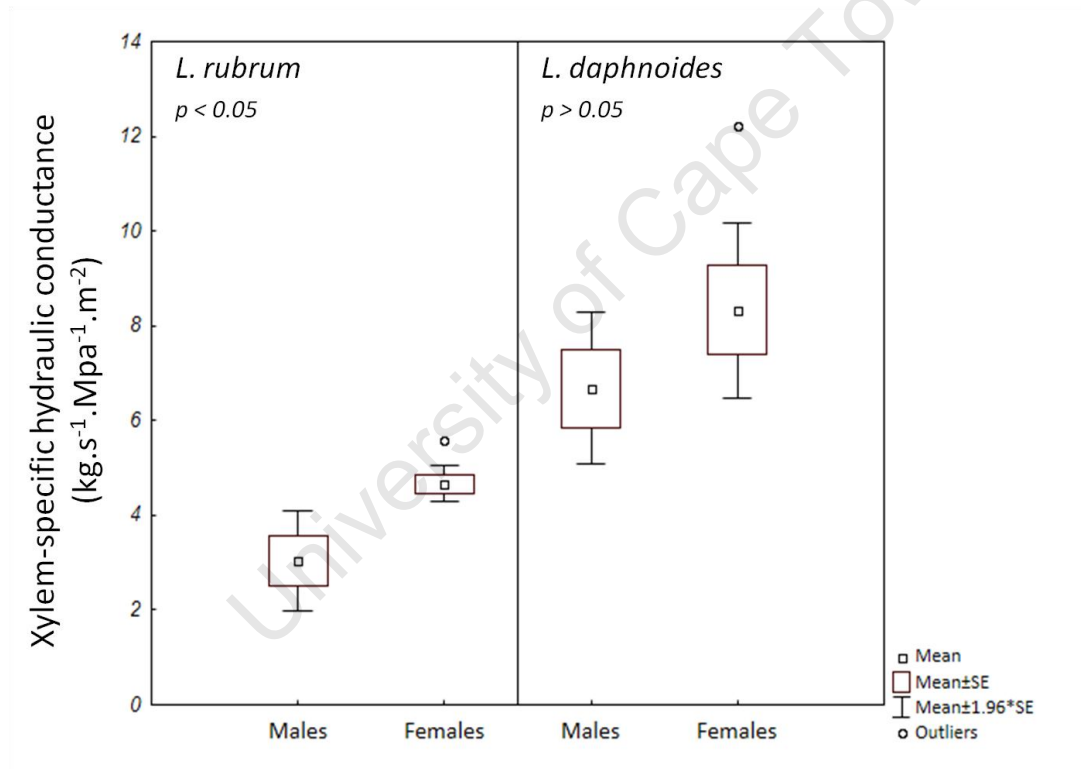 14
12
10
8
6
4
2
0
Xylem-specific hydraulic conductance
(kg.s-1.Mpa-1.m-2)
L. rubrum
p < 0.05
L. daphnoides
p > 0.05
Males
Females
Males
Females
Mean
Mean±SE
Mean±1.96*SE
Outliers
University of Cape Tow